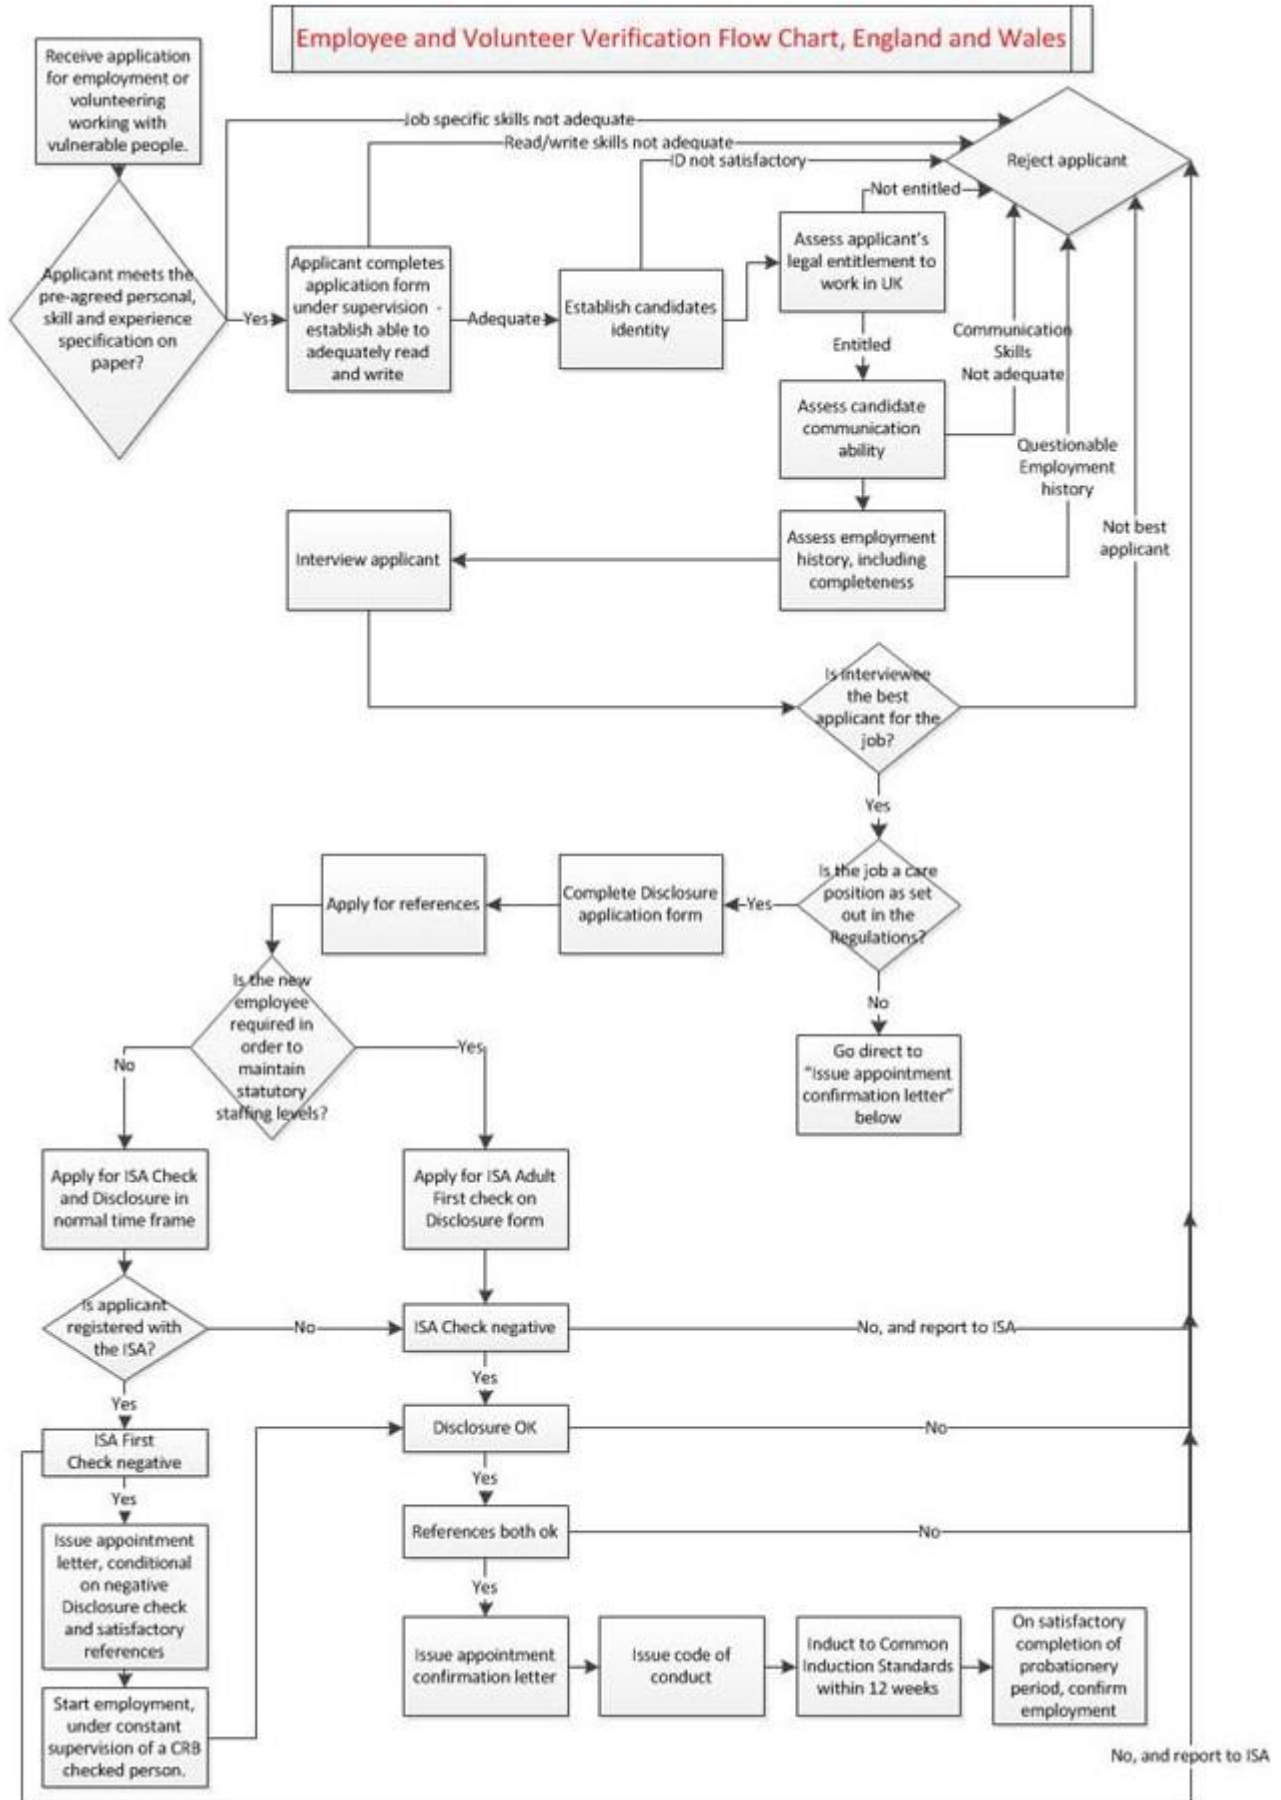 Employee and Volunteer Verification Flow Chart, England and Wales
Receive application
for employment or
volunteering
working with
vulnerable people.
Job specific skills not adequate
Read/write skills not adequate
ID not satisfactory
Reject applicant
Not entitled
Applicant meets the
pre-agreed personal,
skill and experience
specification on
paper?
Yes
Applicant completes
application form
under supervision -
establish able to
adequately read
and write
Adequate
Establish candidates
identity
Assess applicant's
legal entitlement to
work in UK
Entitled
Communication
Skills
Not adequate
Assess candidate
communication
ability
Questionable
Employment
history
Not best
applicant
Interview applicant
Assess employment
history, including
completeness
Is interviewee
the best
applicant for the
job?
Yes
Is the job a care
position as set
out in the
Regulations?
Yes
Complete Disclosure
application form
Apply for references
No
Go direct to
"Issue appointment
confirmation letter"
below
Is the new
employee
required in
order to
maintain
statutory
staffing levels?
No
Yes
Apply for ISA Check
and Disclosure in
normal time frame
Apply for ISA Adult
First check on
Disclosure form
Is applicant
registered with
the ISA?
No
ISA Check negative
No, and report to ISA
Yes
Yes
ISA First
Check negative
Disclosure OK
No
Yes
Yes
Issue appointment
letter, conditional
on negative
Disclosure check
and satisfactory
references
References both ok
No
Yes
Start employment,
under constant
supervision of a CRB
checked person.
Issue appointment
confirmation letter
Issue code of
conduct
Induct to Common
Induction Standards
within 12 weeks
On satisfactory
completion of
probationery
period, confirm
employment
No, and report to ISA